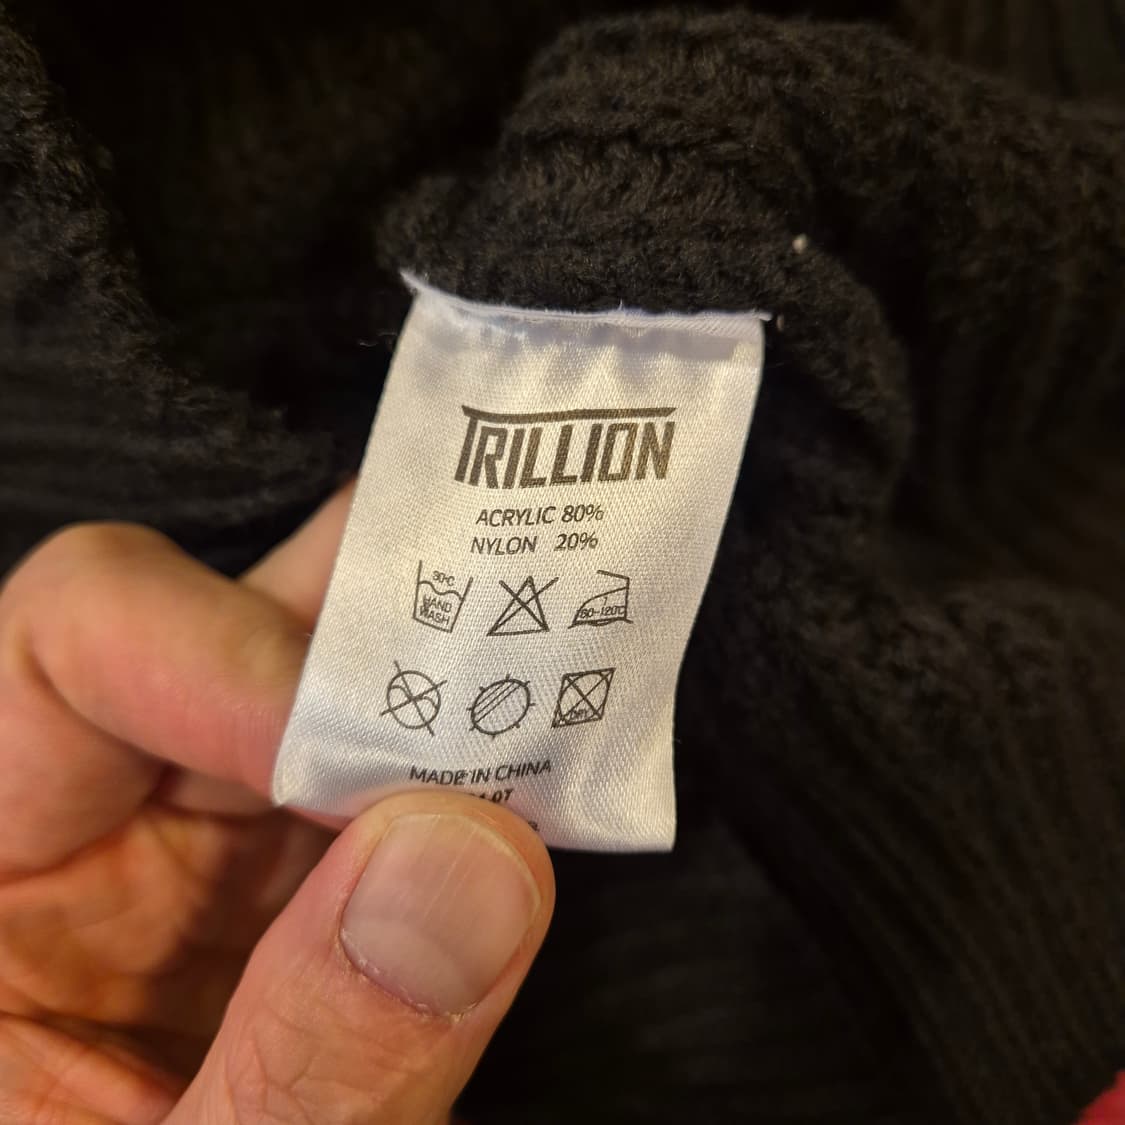 TRILLION
ACRYLIC 80%
NYLON 20%
30°C
HAND
WASH
80-120°C
MADE IN CHINA